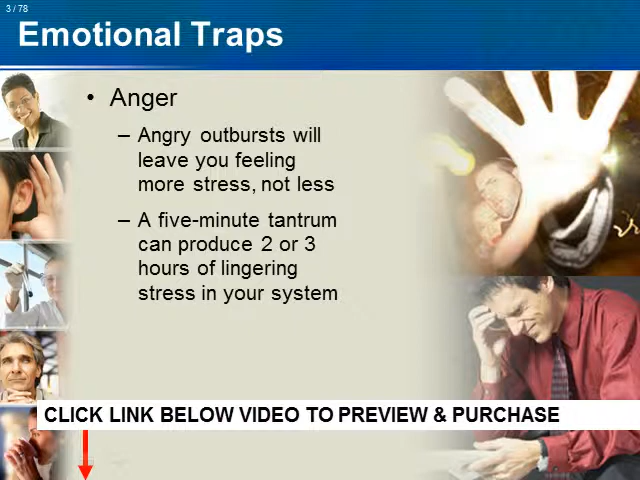 3 / 78
Emotional Traps
• Anger
– Angry outbursts will
leave you feeling
more stress, not less
– A five-minute tantrum
can produce 2 or 3
hours of lingering
stress in your system
CLICK LINK BELOW VIDEO TO PREVIEW & PURCHASE